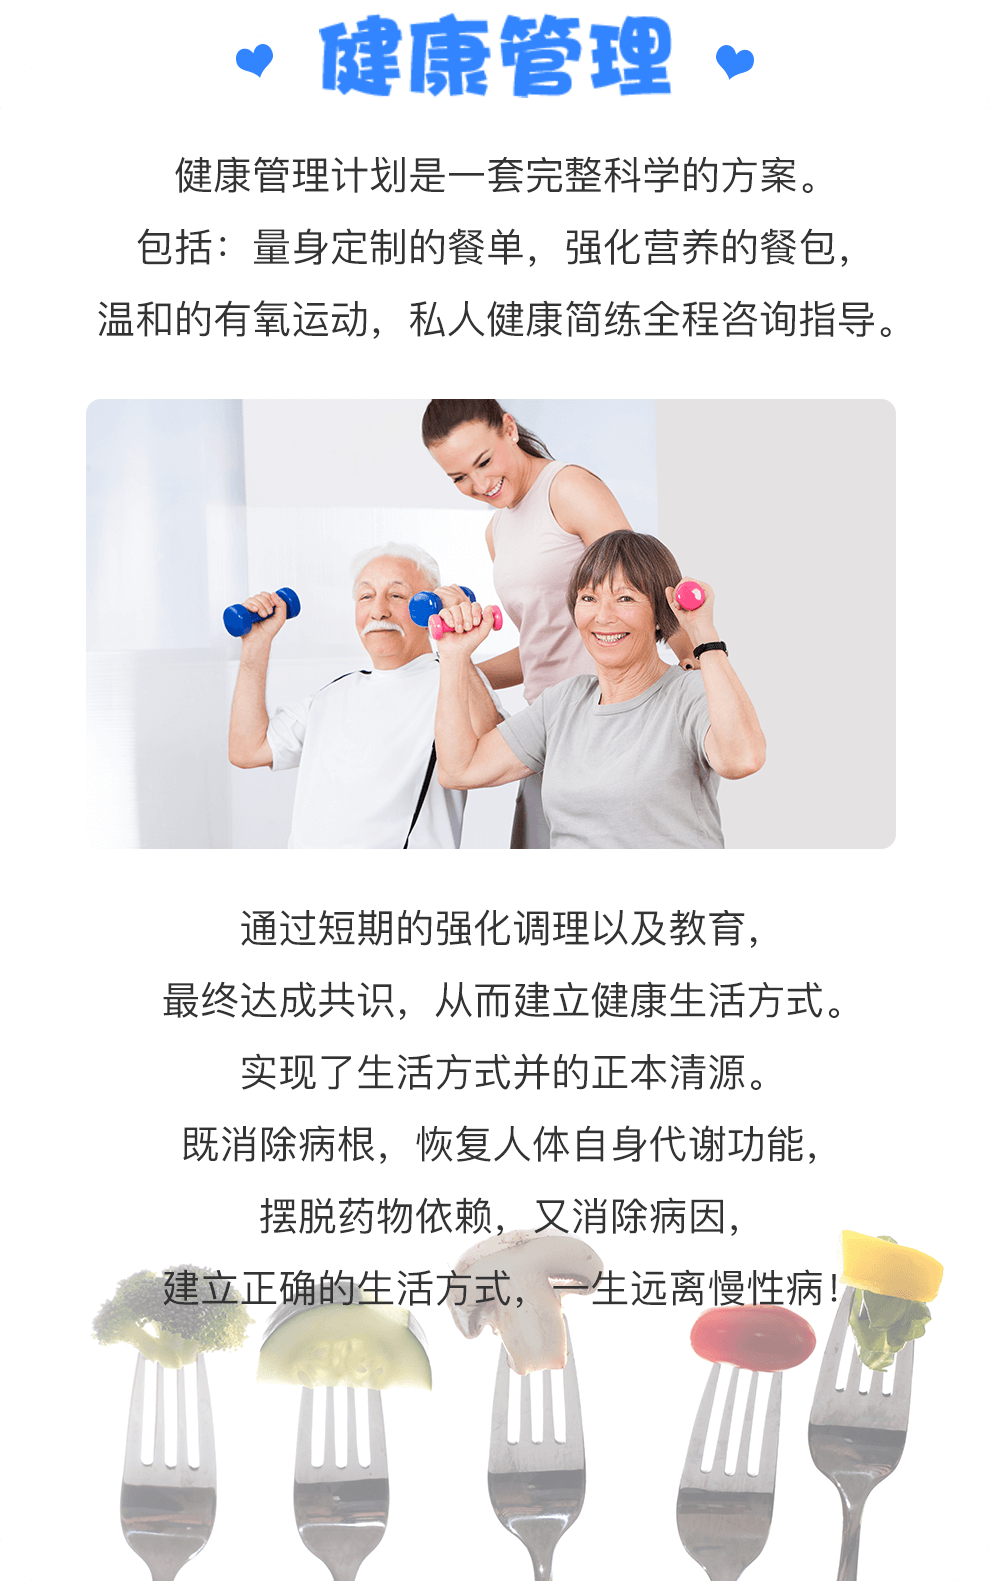 健康管理
健康管理计划是一套完整科学的方案。
包括：量身定制的餐单，强化营养的餐包，
温和的有氧运动，私人健康简练全程咨询指导。
通过短期的强化调理以及教育，
最终达成共识，从而建立健康生活方式。
实现了生活方式并的正本清源。
既消除病根，恢复人体自身代谢功能，
摆脱药物依赖，又消除病因，
建立正确的生活方式，一生远离慢性病！